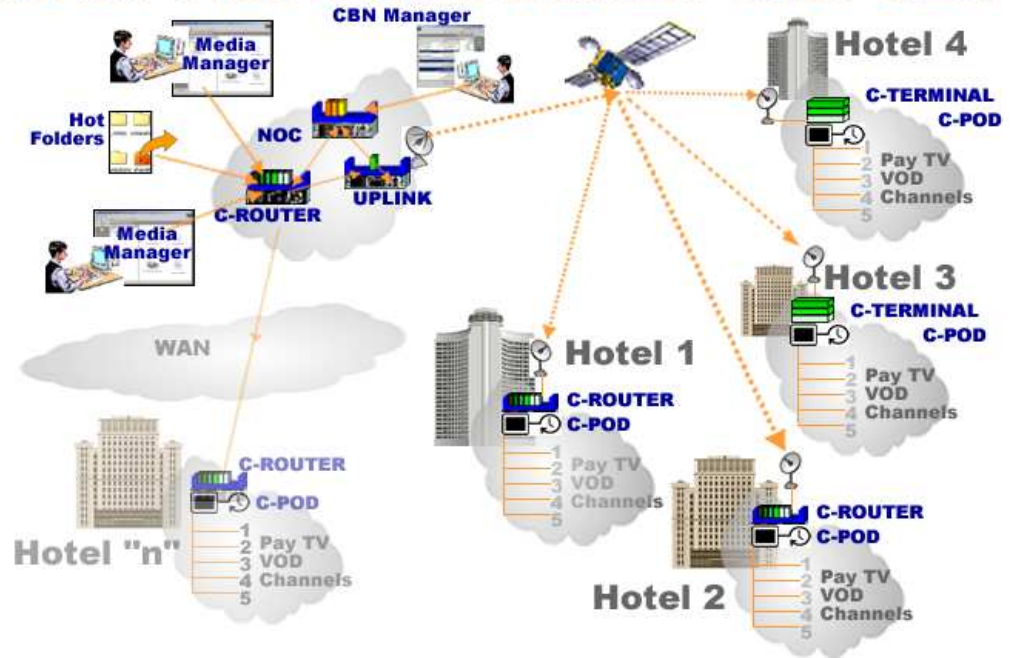 CBN Manager
Media
Manager
Hot
Folders
NOC
UPLINK
C-ROUTER
Media
Manager
WAN
Hotel 4
C-TERMINAL
C-POD
1
2 Pay TV
3 VOD
4 Channels
5
Hotel 3
C-TERMINAL
C-POD
1
2 Pay TV
3 VOD
4 Channels
5
Hotel 1
C-ROUTER
C-POD
1
2 Pay TV
3 VOD
4 Channels
5
Hotel 2
C-ROUTER
C-POD
1
2 Pay TV
3 VOD
4 Channels
5
Hotel "n"
C-ROUTER
C-POD
1
2 Pay TV
3 VOD
4 Channels
5